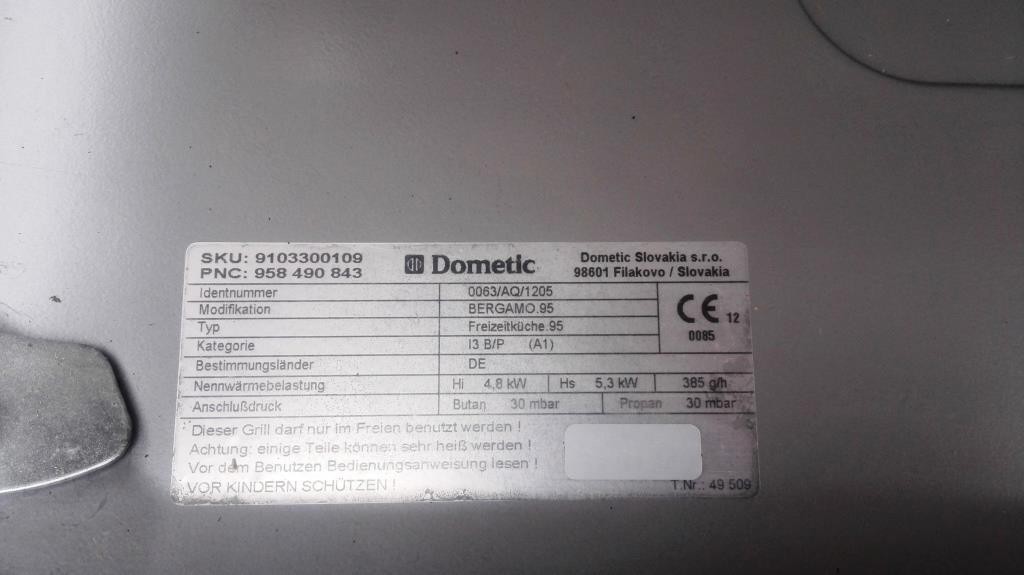 SKU: 9103300109
PNC: 958 490 843
Dometic
Dometic Slovakia s.r.o.
98601 Filakovo / Slovakia
Identnummer 0063/AQ/1205
Modifikation BERGAMO.95
Typ Freizeitküche.95
Kategorie I3 B/P (A1)
CE 12
0085
Bestimmungsländer DE
Nennwärmebelastung Hi 4,8 kW Hs 5,3 kW 385 g/h
Anschlußdruck Butan 30 mbar Propan 30 mbar
Dieser Grill darf nur im Freien benutzt werden !
Achtung: einige Teile können sehr heiß werden !
Vor dem Benutzen Bedienungsanweisung lesen !
VOR KINDERN SCHÜTZEN !
T.Nr.: 49 509